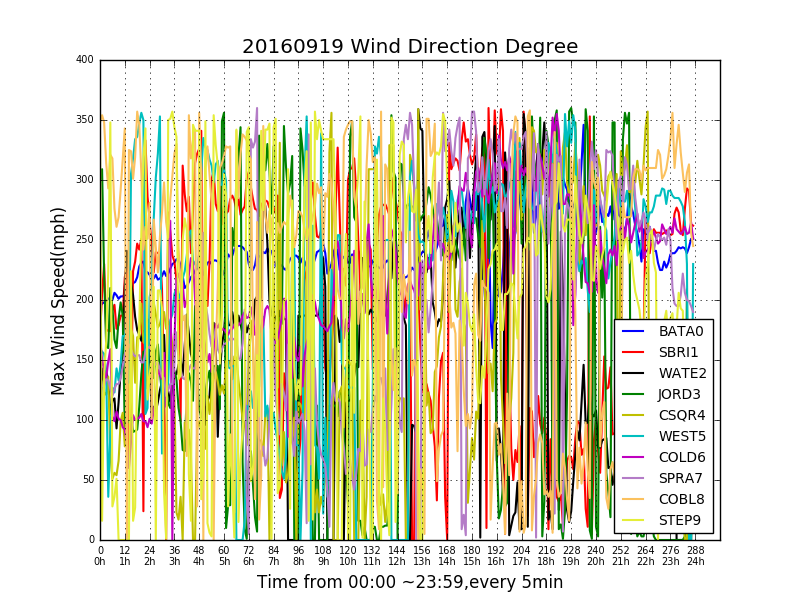 20160919 Wind Direction Degree
400
350
300
250
200
150
100
50
0
Max Wind Speed(mph)
BATA0
SBRI1
WATE2
JORD3
CSQR4
WEST5
COLD6
SPRA7
COBL8
STEP9
0 12 24 36 48 60 72 84 96 108 120 132 144 156 168 180 192 204 216 228 240 252 264 276 288
0h 1h 2h 3h 4h 5h 6h 7h 8h 9h 10h 11h 12h 13h 14h 15h 16h 17h 18h 19h 20h 21h 22h 23h 24h
Time from 00:00 ~23:59,every 5min